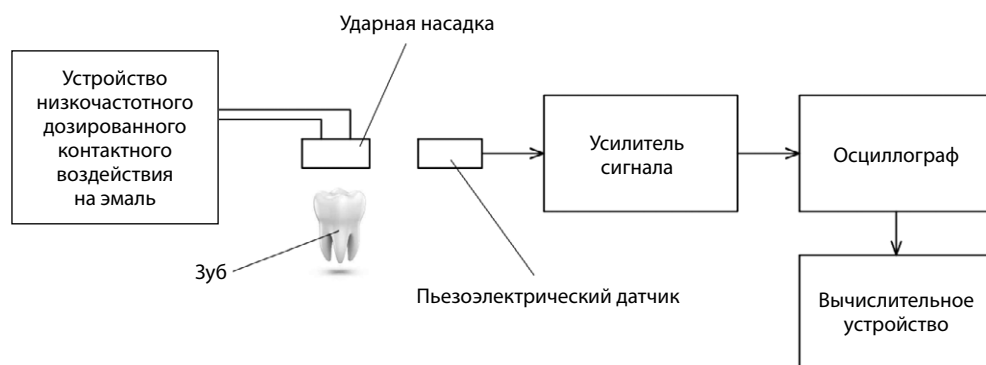 Ударная насадка
Устройство
низкочастотного
дозированного
контактного
воздействия
на эмаль
Усилитель
сигнала
Осциллограф
Зуб
Пьезоэлектрический датчик
Вычислительное
устройство